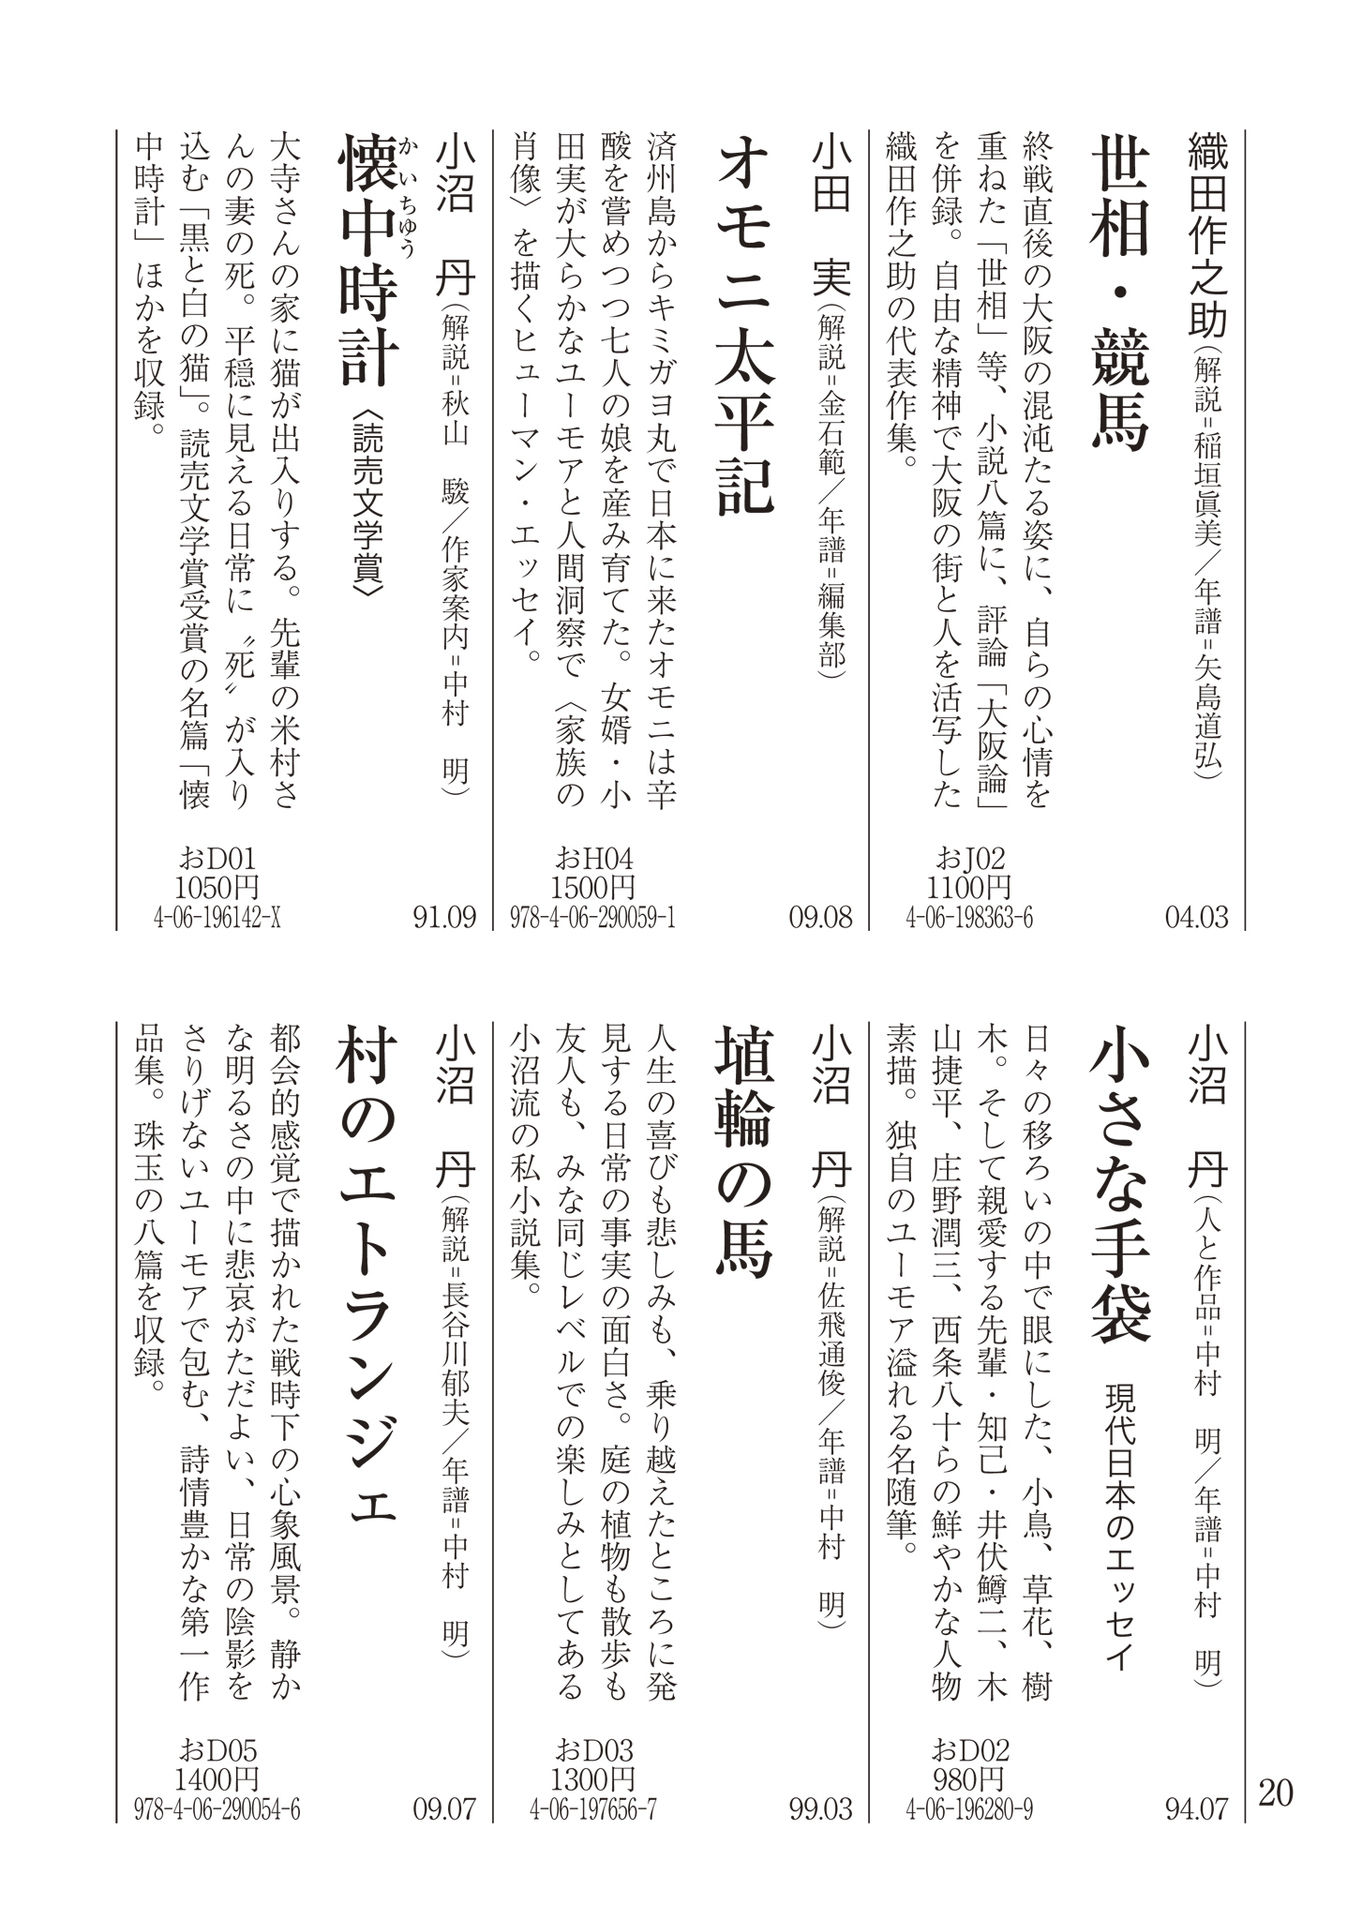 織田作之助（解説＝稲垣眞美／年譜＝矢島道弘）
世相・競馬
終戦直後の大阪の混沌たる姿に、自らの心情を
重ねた「世相」等、小説八篇に、評論「大阪論」
を併録。自由な精神で大阪の街と人を活写した
織田作之助の代表作集。
おJ02
1100円
4-06-198363-6
04.03
小田　実（解説＝金石範／年譜＝編集部）
オモニ太平記
済州島からキミガヨ丸で日本に来たオモニは辛
酸を嘗めつつ七人の娘を産み育てた。女婿・小
田実が大らかなユーモアと人間洞察で〈家族の
肖像〉を描くヒューマン・エッセイ。
おH04
1500円
978-4-06-290059-1
09.08
小沼　丹（解説＝秋山　駿／作家案内＝中村　明）
かいちゅう
懐中時計〈読売文学賞〉
大寺さんの家に猫が出入りする。先輩の米村さ
んの妻の死。平穏に見える日常に〝死〟が入り
込む「黒と白の猫」。読売文学賞受賞の名篇「懐
中時計」ほかを収録。
おD01
1050円
4-06-196142-X
91.09
小沼　丹（人と作品＝中村　明／年譜＝中村　明）
小さな手袋　現代日本のエッセイ
日々の移ろいの中で眼にした、小鳥、草花、樹
木。そして親愛する先輩・知己・井伏鱒二、木
山捷平、庄野潤三、西条八十らの鮮やかな人物
素描。独自のユーモア溢れる名随筆。
おD02
980円
4-06-196280-9
94.07
小沼　丹（解説＝佐飛通俊／年譜＝中村　明）
埴輪の馬
人生の喜びも悲しみも、乗り越えたところに発
見する日常の事実の面白さ。庭の植物も散歩も
友人も、みな同じレベルでの楽しみとしてある
小沼流の私小説集。
おD03
1300円
4-06-197656-7
99.03
小沼　丹（解説＝長谷川郁夫／年譜＝中村　明）
村のエトランジェ
都会的感覚で描かれた戦時下の心象風景。静か
な明るさの中に悲哀がただよい、日常の陰影を
さりげないユーモアで包む、詩情豊かな第一作
品集。珠玉の八篇を収録。
おD05
1400円
978-4-06-290054-6
09.07
20